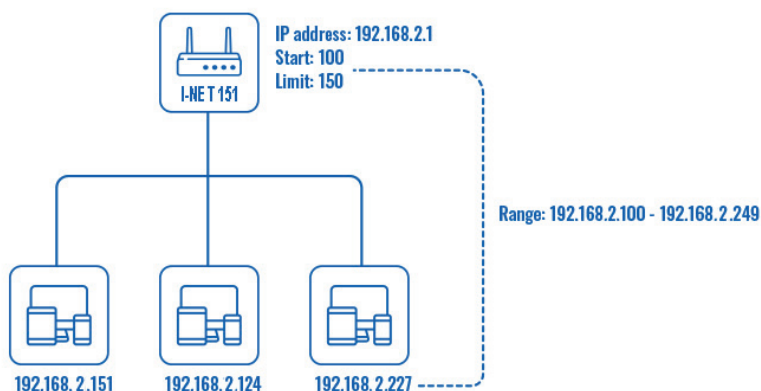 IP address: 192.168.2.1
Start: 100
Limit: 150
I-NET 151
Range: 192.168.2.100 - 192.168.2.249
192.168. 2.151
192.168.2.124
192.168.2.227